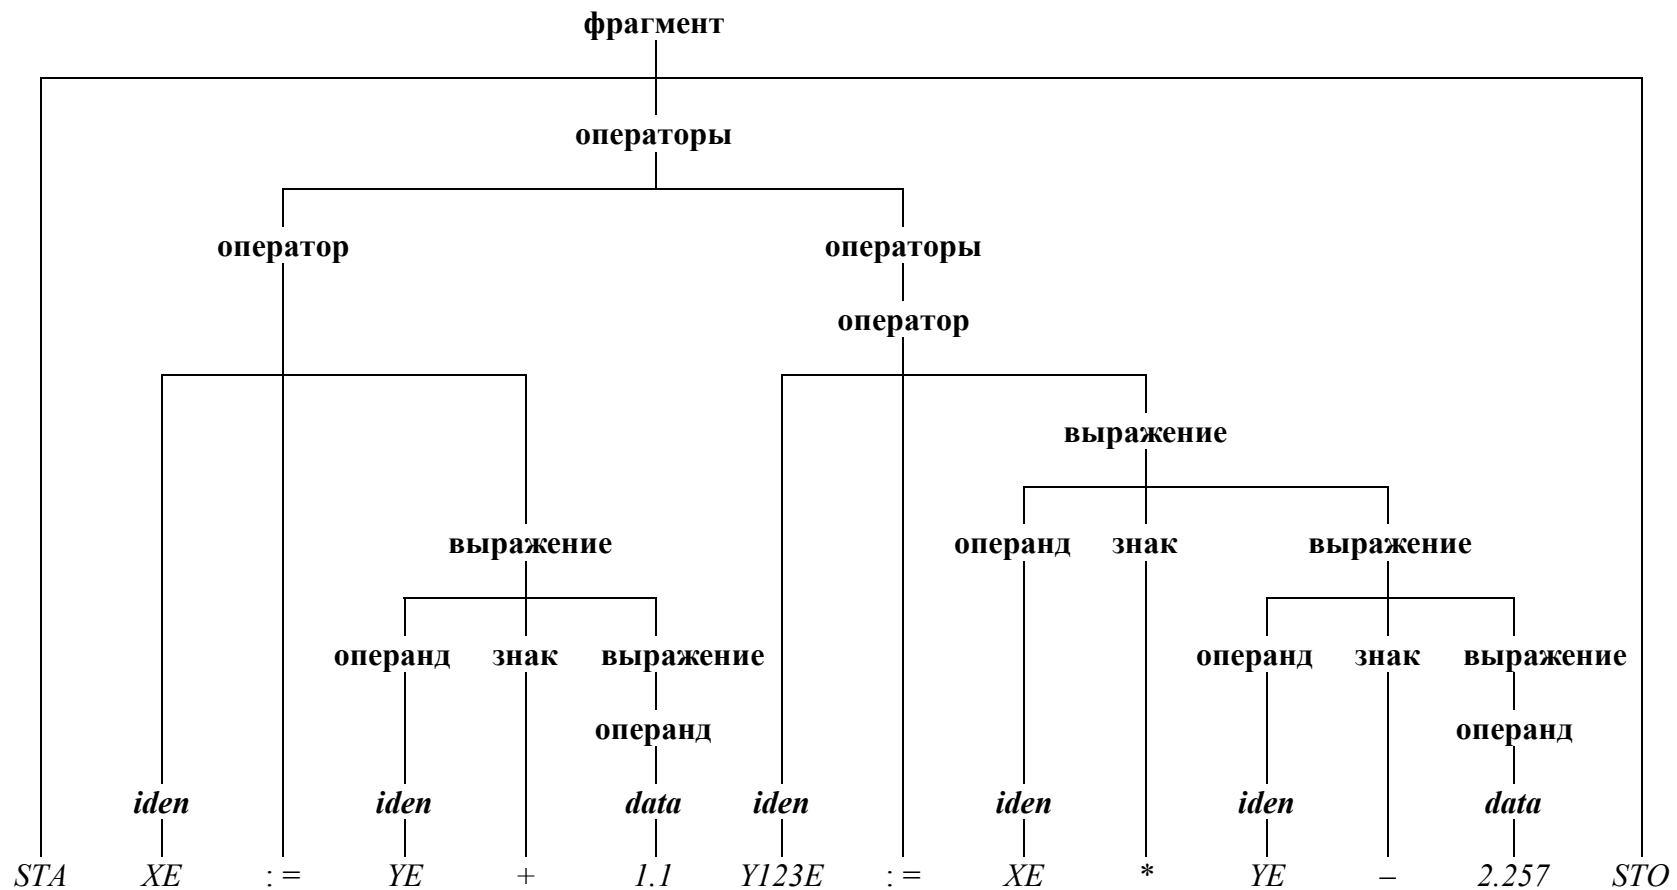 фрагмент
операторы
оператор операторы
оператор
выражение
выражение операнд знак выражение
операнд знак выражение операнд знак выражение
операнд операнд
iden iden data iden iden iden data
STA XE : = YE + 1.1 Y123E : = XE * YE – 2.257 STO